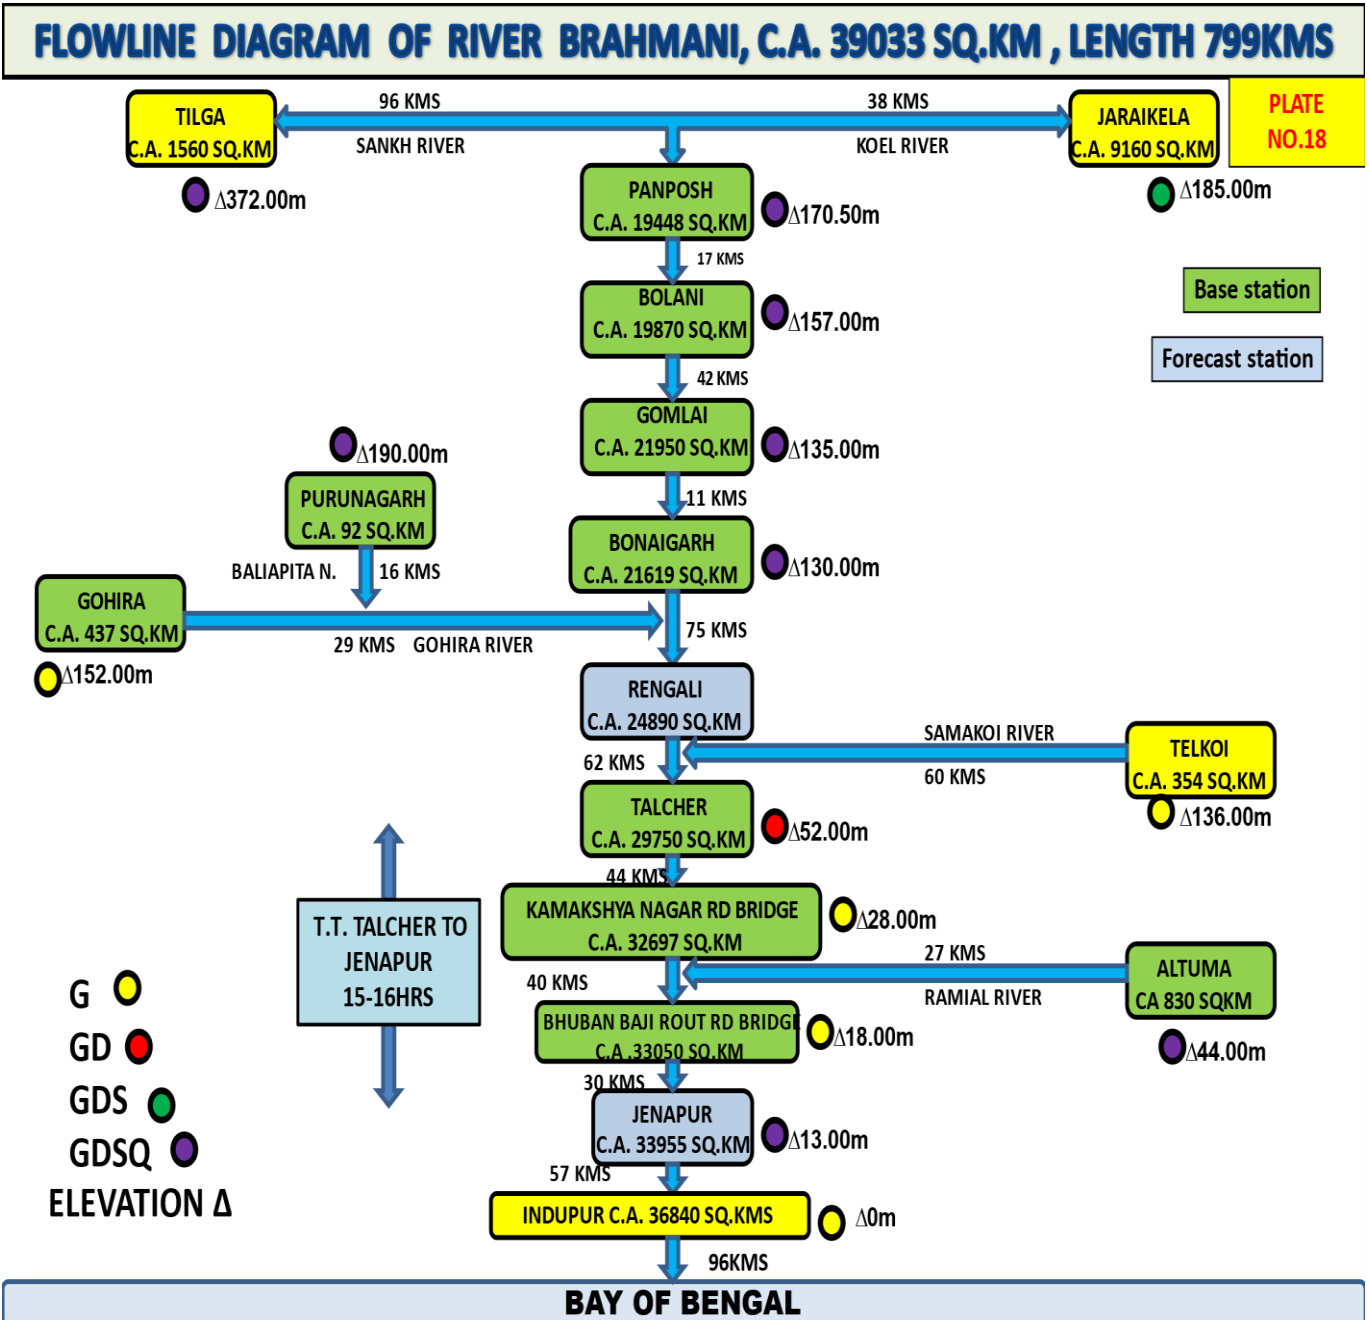 FLOWLINE DIAGRAM OF RIVER BRAHMANI, C.A. 39033 SQ.KM , LENGTH 799KMS
TILGA
C.A. 1560 SQ.KM
96 KMS
SANKH RIVER
38 KMS
KOEL RIVER
JARAIKELA
C.A. 9160 SQ.KM
PLATE
NO.18
Δ372.00m
PANPOSH
C.A. 19448 SQ.KM
Δ170.50m
Δ185.00m
17 KMS
BOLANI
C.A. 19870 SQ.KM
Δ157.00m
Base station
Forecast station
42 KMS
GOMLAI
C.A. 21950 SQ.KM
Δ135.00m
Δ190.00m
PURUNAGARH
C.A. 92 SQ.KM
11 KMS
BONAIGARH
C.A. 21619 SQ.KM
Δ130.00m
BALIAPITA N.
16 KMS
GOHIRA
C.A. 437 SQ.KM
29 KMS GOHIRA RIVER
75 KMS
Δ152.00m
RENGALI
C.A. 24890 SQ.KM
SAMAKOI RIVER
60 KMS
TELKOI
C.A. 354 SQ.KM
Δ136.00m
62 KMS
TALCHER
C.A. 29750 SQ.KM
Δ52.00m
44 KMS
KAMAKSHYA NAGAR RD BRIDGE
C.A. 32697 SQ.KM
Δ28.00m
T.T. TALCHER TO
JENAPUR
15-16HRS
27 KMS
RAMIAL RIVER
ALTUMA
CA 830 SQKM
Δ44.00m
40 KMS
BHUBAN BAJI ROUT RD BRIDGE
C.A .33050 SQ.KM
Δ18.00m
30 KMS
JENAPUR
C.A. 33955 SQ.KM
Δ13.00m
G
GD
GDS
GDSQ
ELEVATION Δ
57 KMS
INDUPUR C.A. 36840 SQ.KMS
Δ0m
96KMS
BAY OF BENGAL